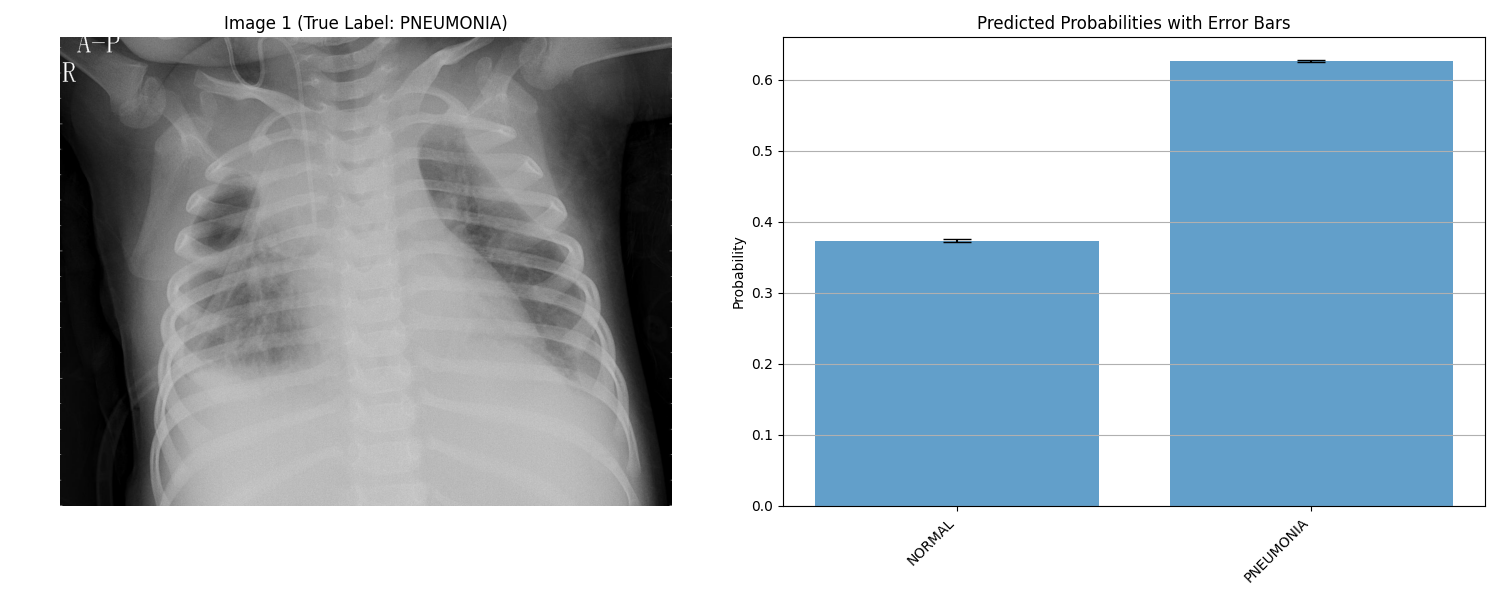 Image 1 (True Label: PNEUMONIA)
A-P
R
Predicted Probabilities with Error Bars
Probability
0.6
0.5
0.4
0.3
0.2
0.1
0.0
NORMAL
PNEUMONIA